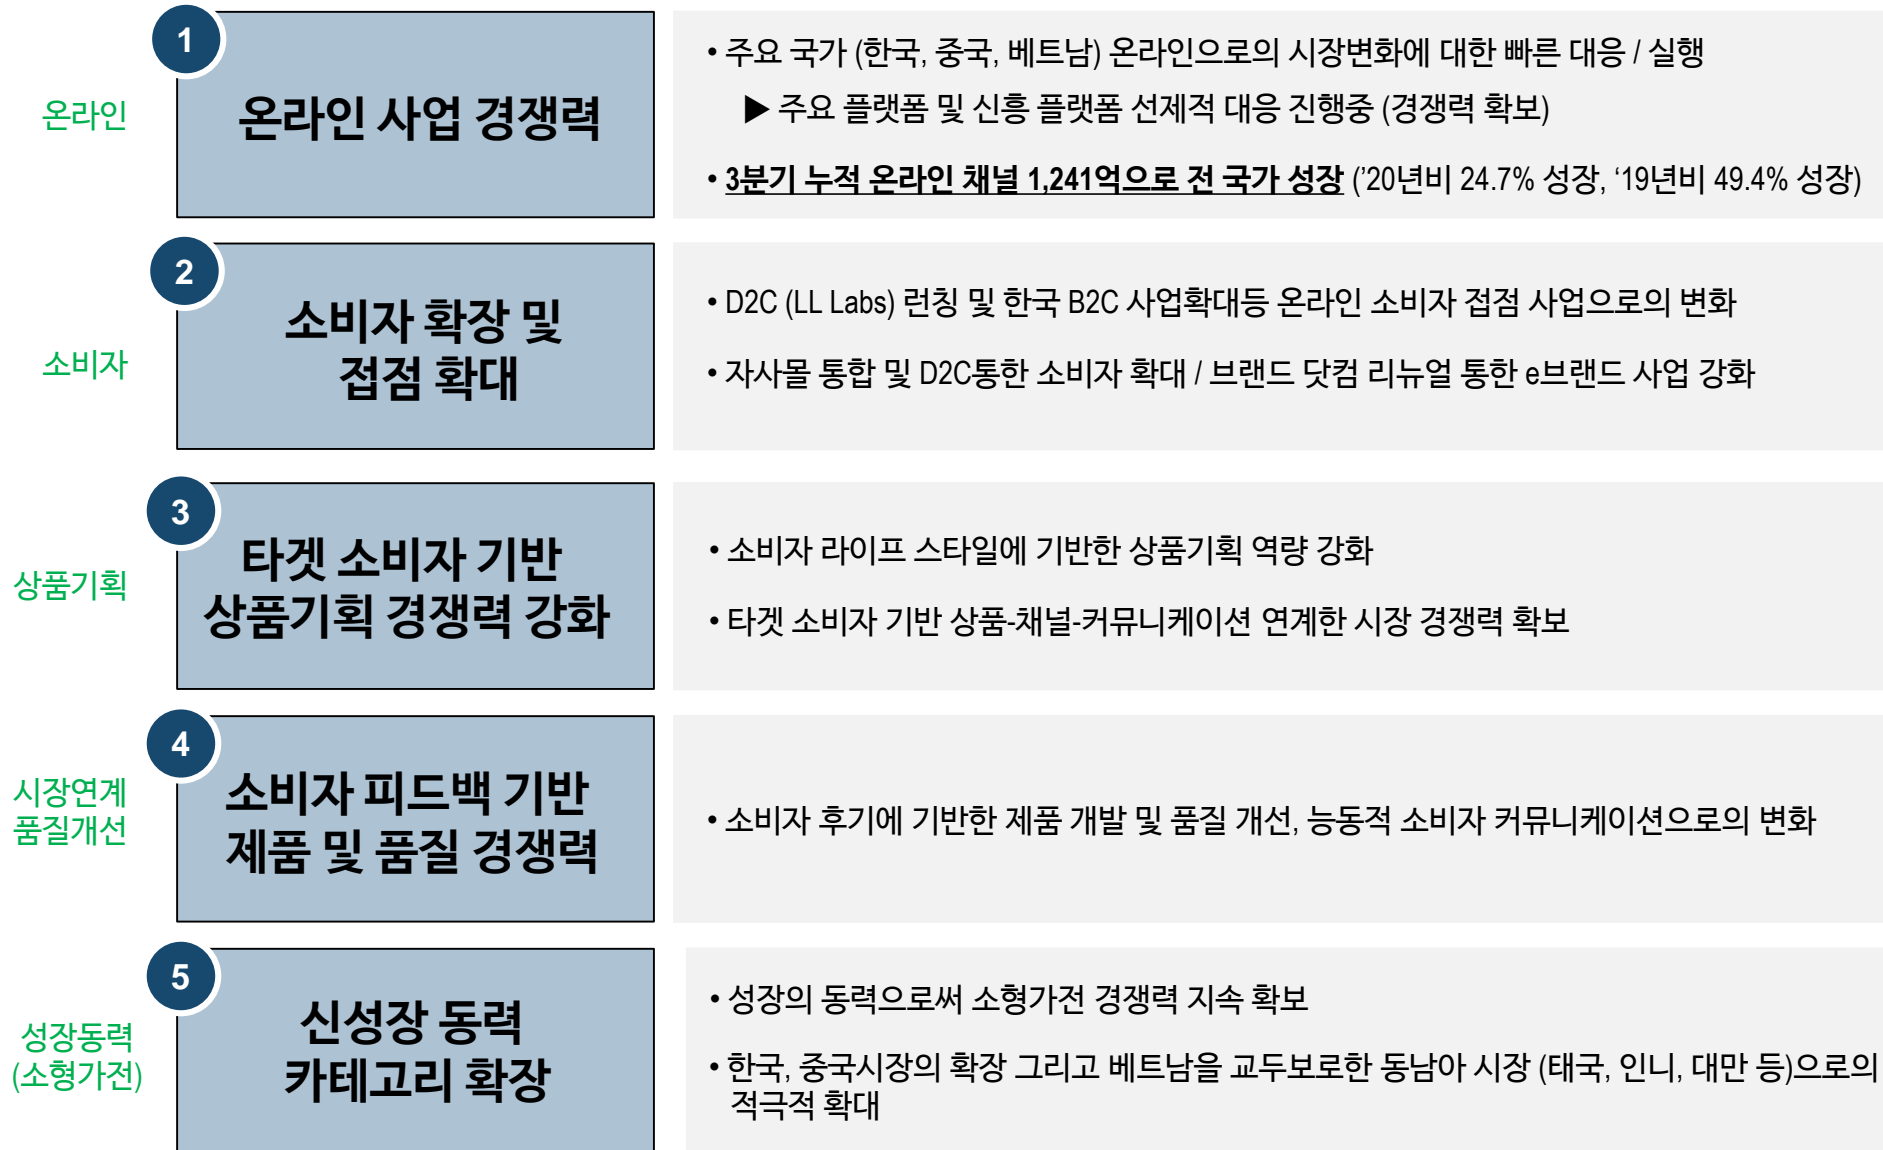 온라인
1
온라인 사업 경쟁력
• 주요 국가 (한국, 중국, 베트남) 온라인으로의 시장변화에 대한 빠른 대응 / 실행
▶ 주요 플랫폼 및 신흥 플랫폼 선제적 대응 진행중 (경쟁력 확보)
• 3분기 누적 온라인 채널 1,241억으로 전 국가 성장 (’20년비 24.7% 성장, ‘19년비 49.4% 성장)
소비자
2
소비자 확장 및
접점 확대
• D2C (LL Labs) 런칭 및 한국 B2C 사업확대등 온라인 소비자 접점 사업으로의 변화
• 자사몰 통합 및 D2C통한 소비자 확대 / 브랜드 닷컴 리뉴얼 통한 e브랜드 사업 강화
상품기획
3
타겟 소비자 기반
상품기획 경쟁력 강화
• 소비자 라이프 스타일에 기반한 상품기획 역량 강화
• 타겟 소비자 기반 상품-채널-커뮤니케이션 연계한 시장 경쟁력 확보
시장연계
품질개선
4
소비자 피드백 기반
제품 및 품질 경쟁력
• 소비자 후기에 기반한 제품 개발 및 품질 개선, 능동적 소비자 커뮤니케이션으로의 변화
성장동력
(소형가전)
5
신성장 동력
카테고리 확장
• 성장의 동력으로써 소형가전 경쟁력 지속 확보
• 한국, 중국시장의 확장 그리고 베트남을 교두보로한 동남아 시장 (태국, 인니, 대만 등)으로의
적극적 확대